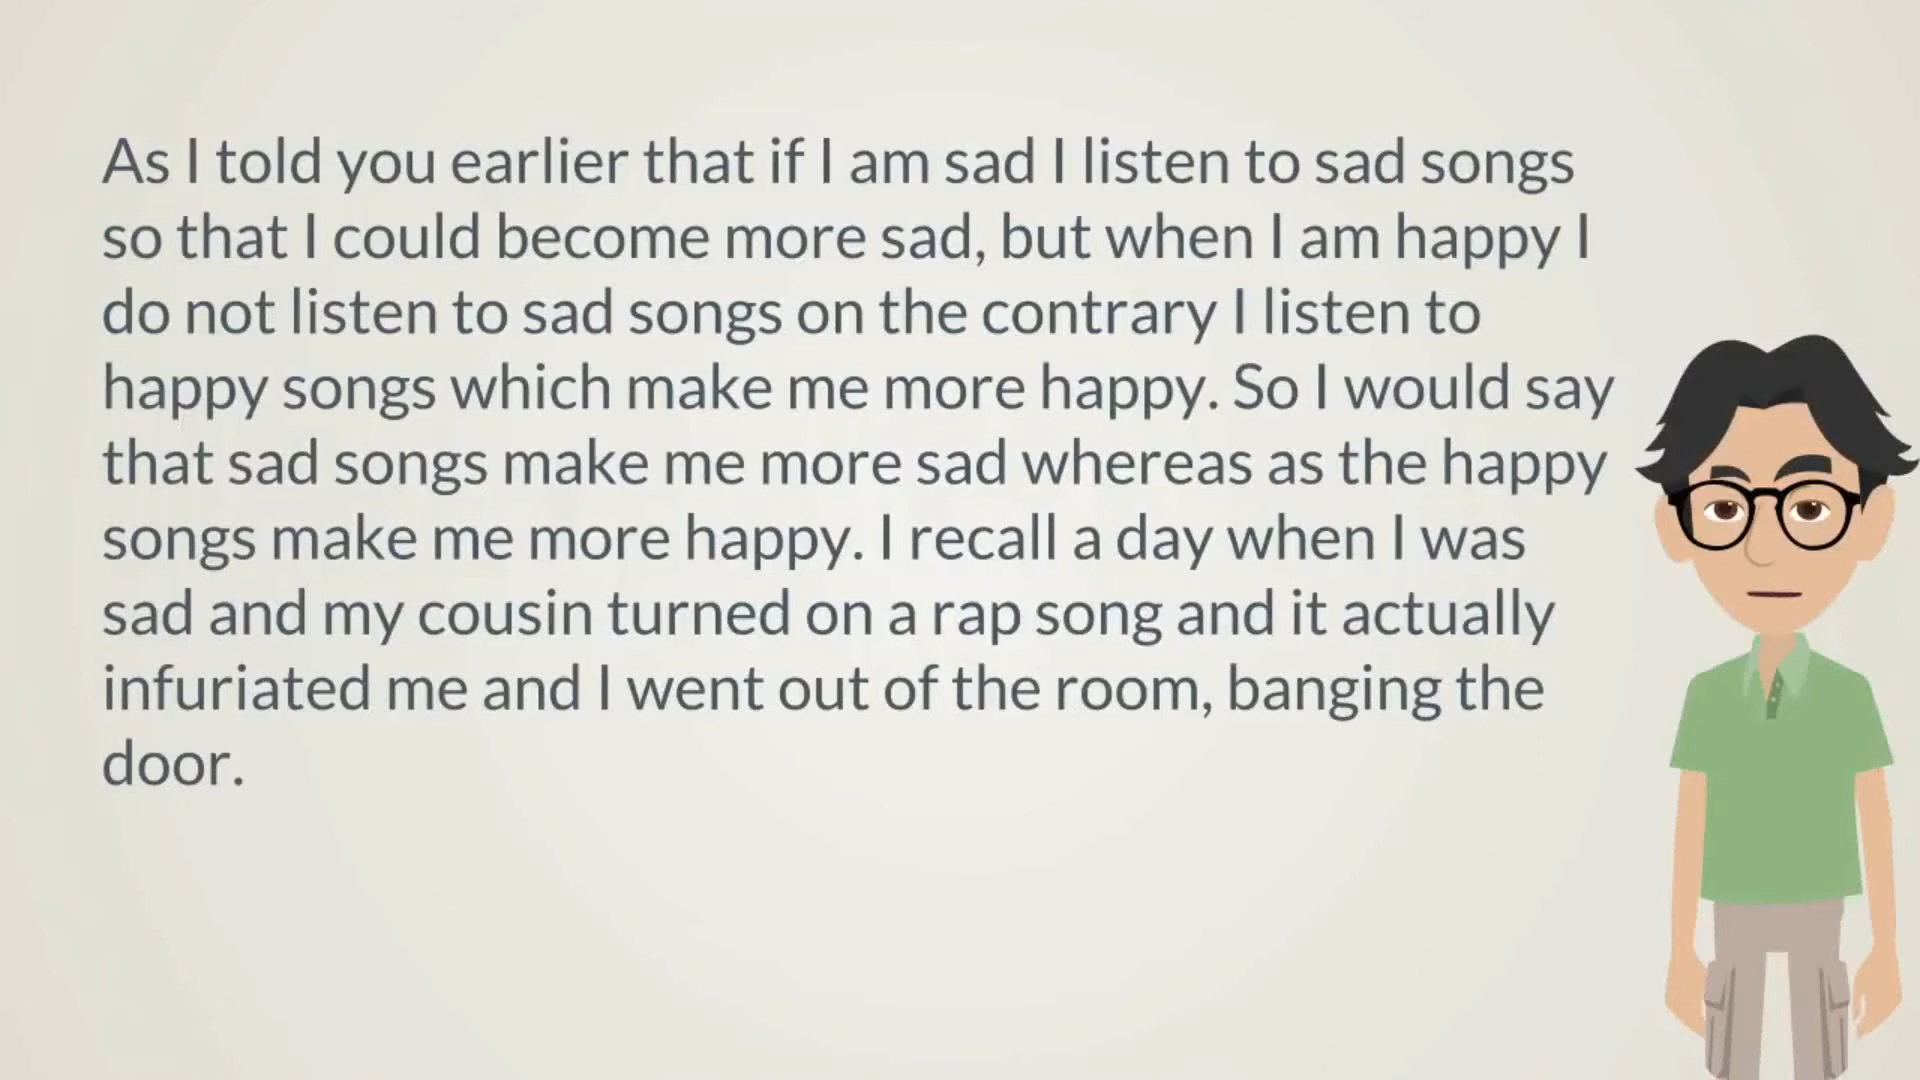 As I told you earlier that if I am sad I listen to sad songs
so that I could become more sad, but when I am happy I
do not listen to sad songs on the contrary I listen to
happy songs which make me more happy. So I would say
that sad songs make me more sad whereas as the happy
songs make me more happy. I recall a day when I was
sad and my cousin turned on a rap song and it actually
infuriated me and I went out of the room, banging the
door.